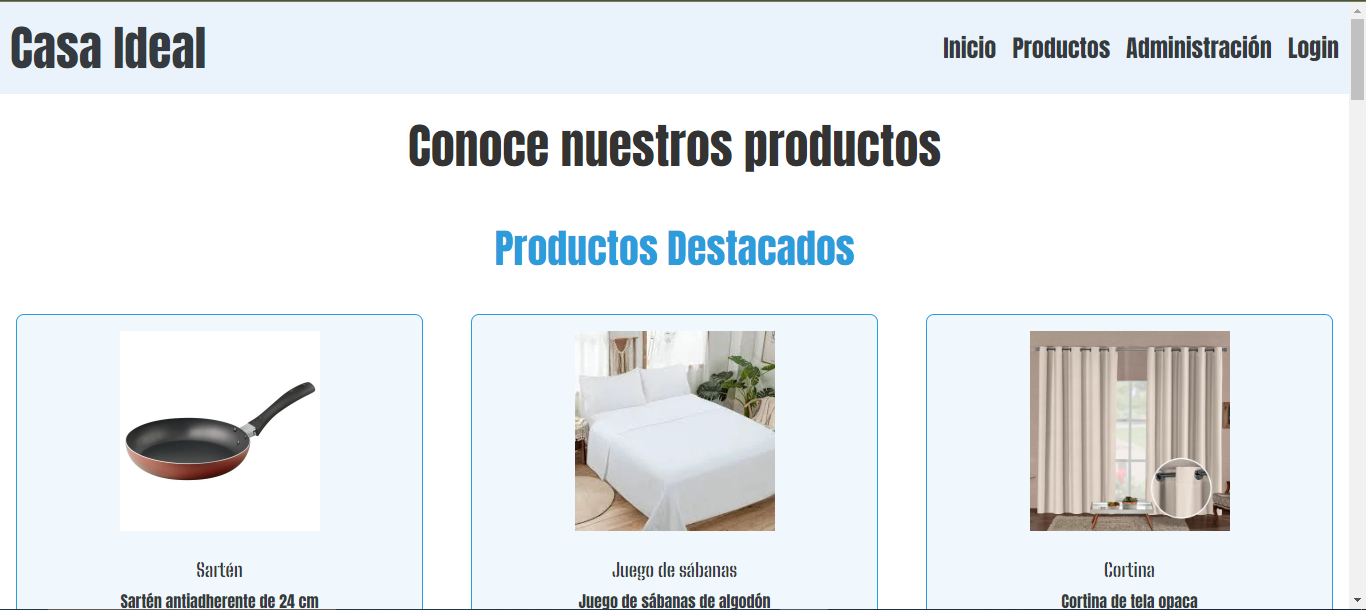 Casa Ideal
Inicio Productos Administración Login
Conoce nuestros productos
Productos Destacados
Sartén
Sartén antiadherente de 24 cm
Juego de sábanas
Juego de sábanas de algodón
Cortina
Cortina de tela opaca